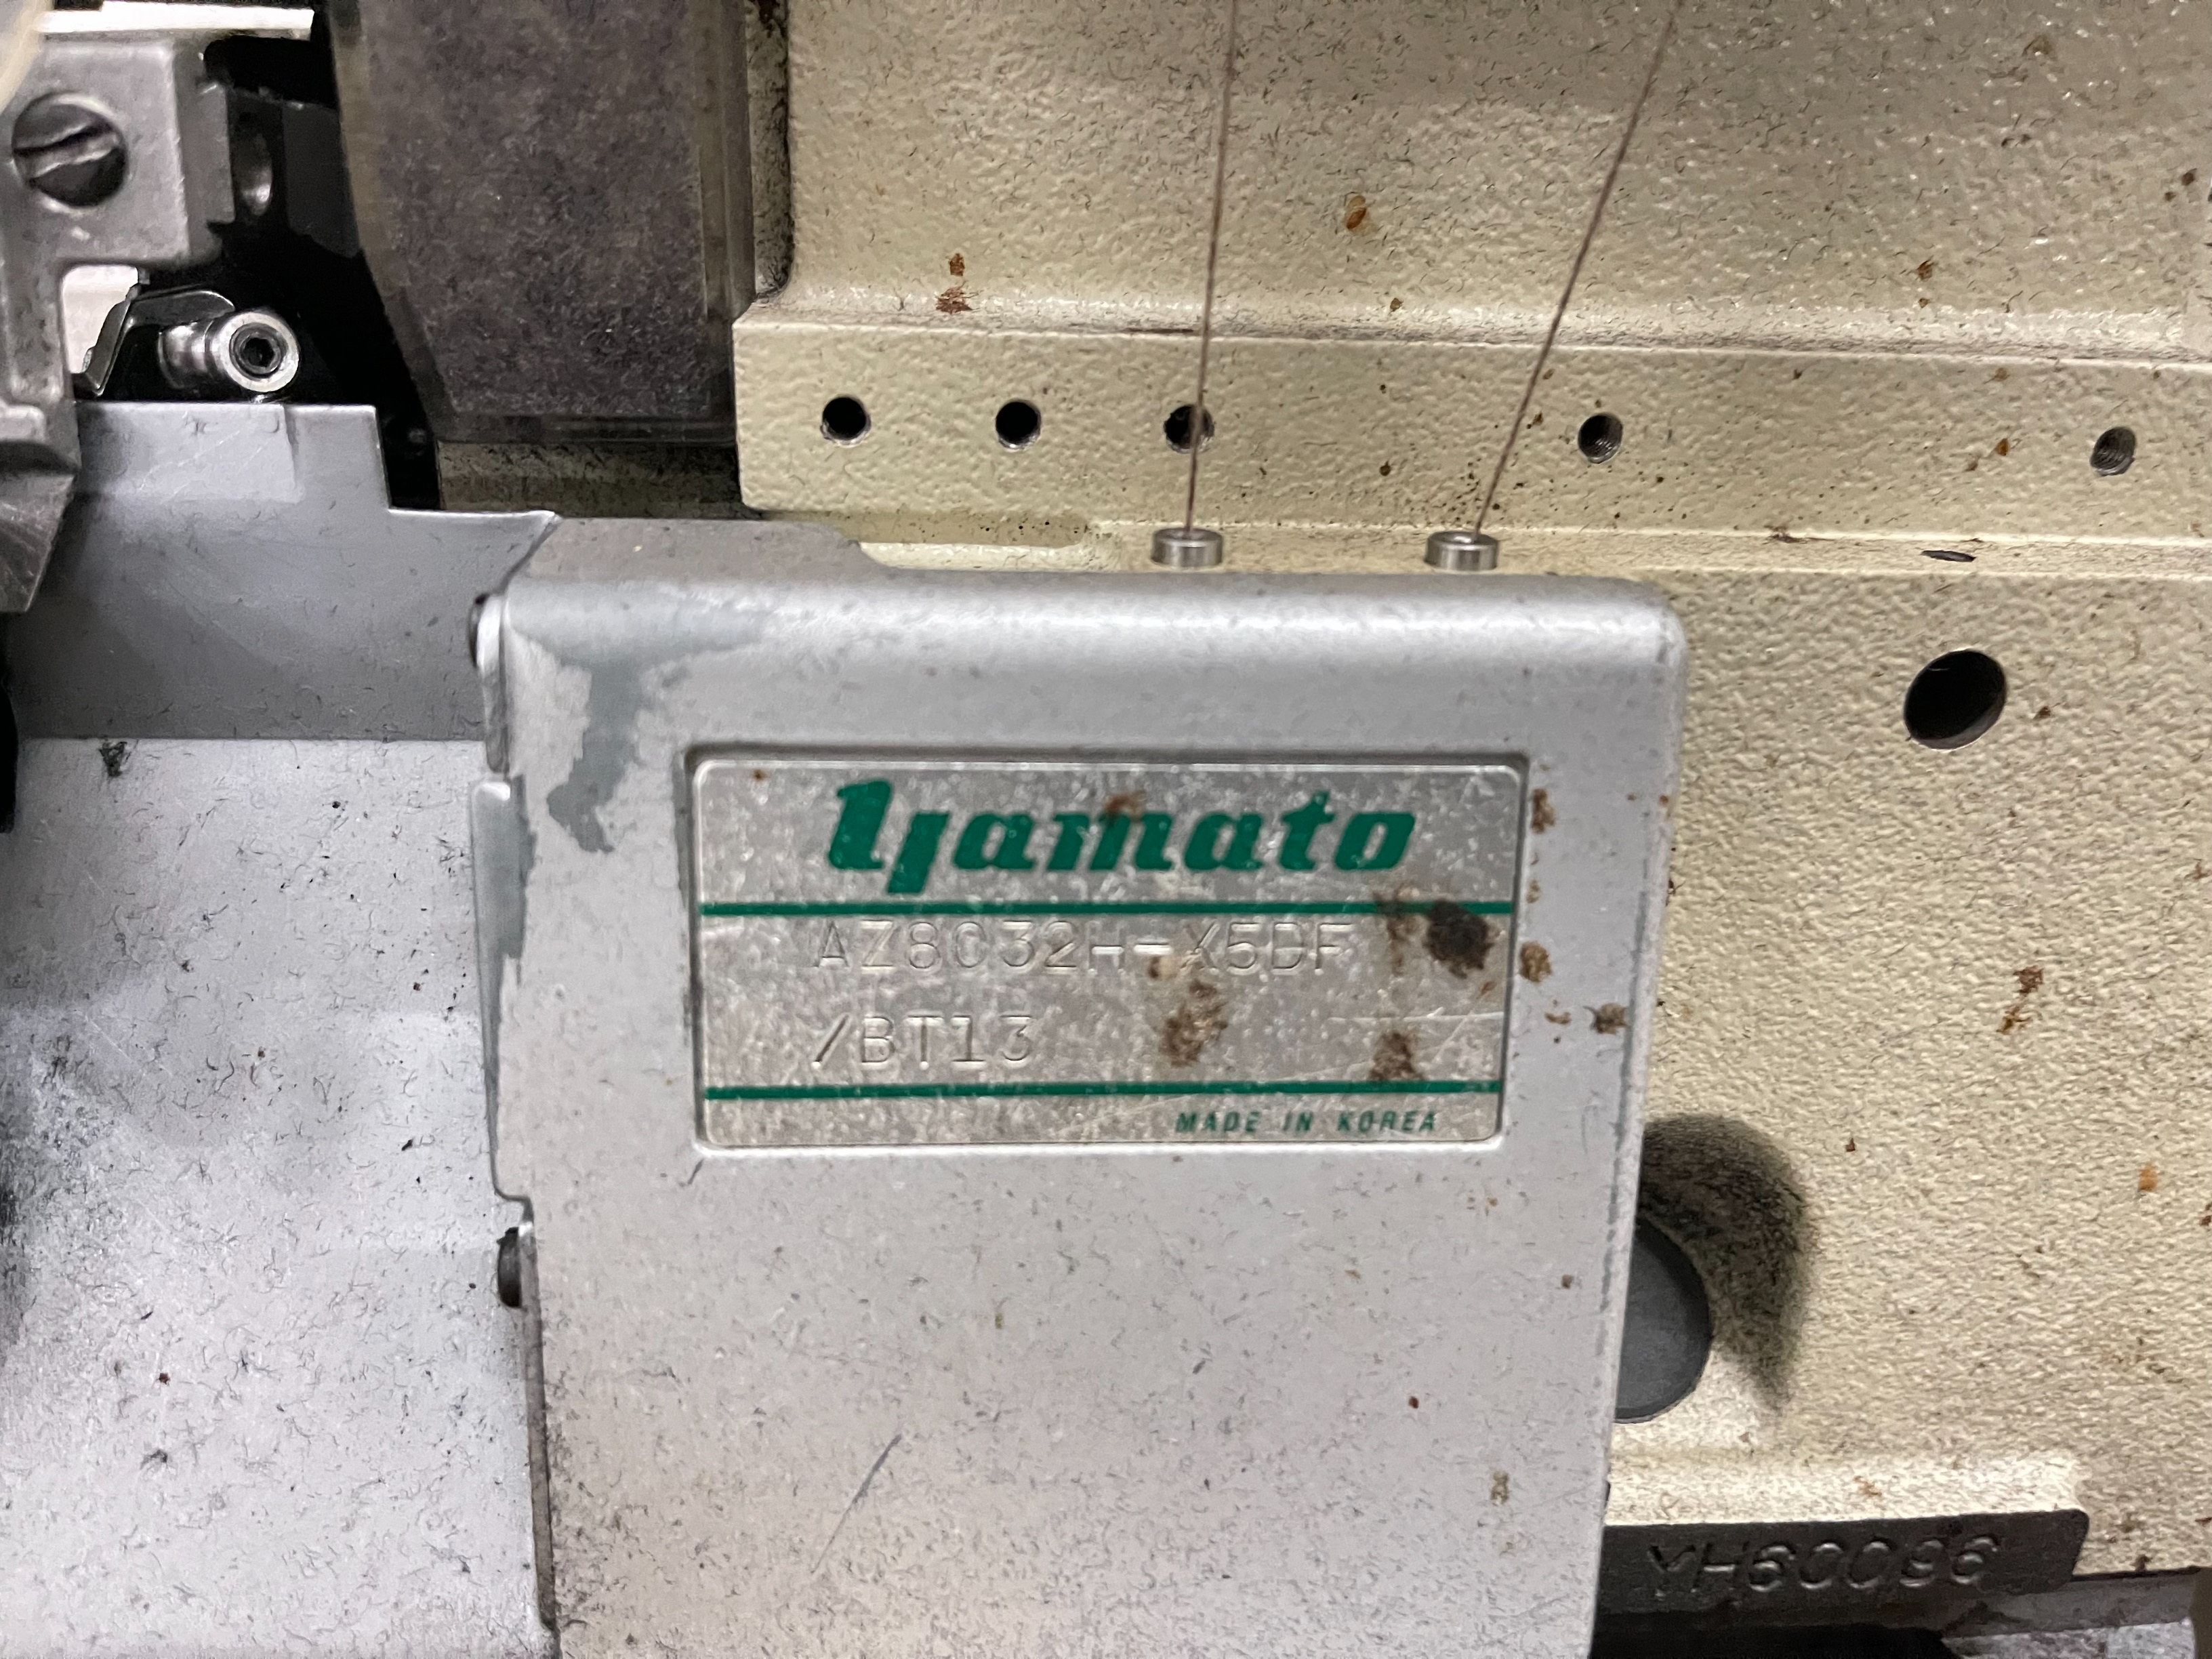 Yamato
AZ8032H-X5DF
/BT13
MADE IN KOREA
YH60096